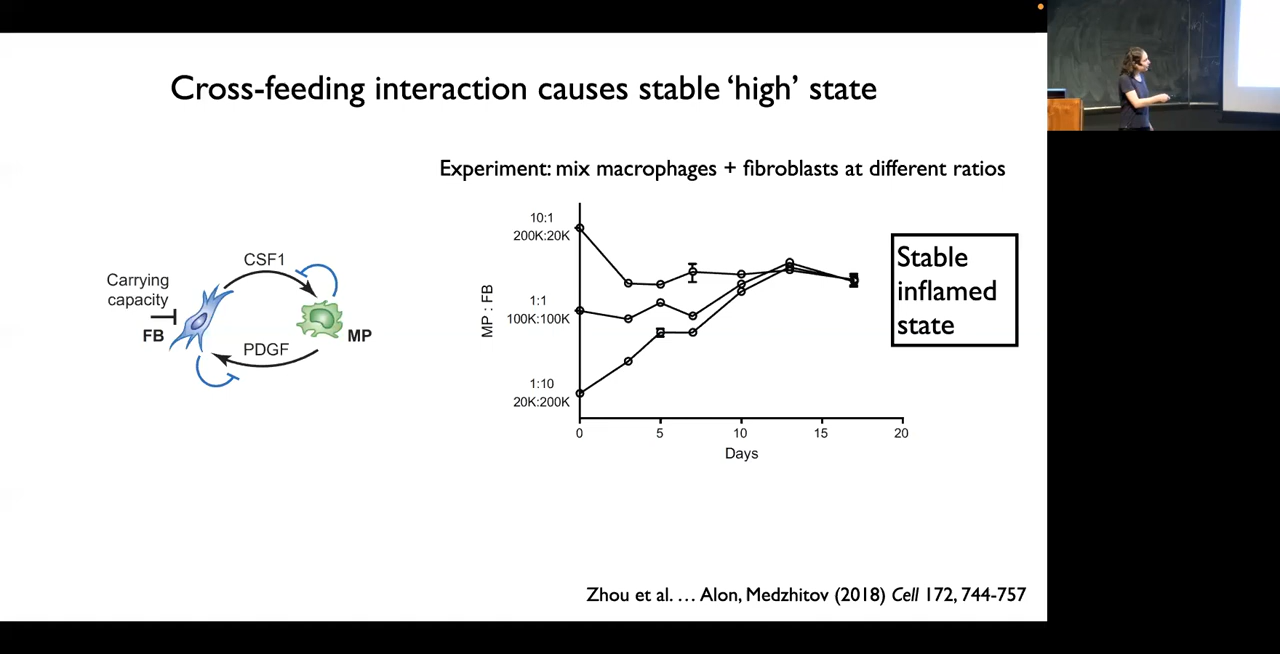 Cross-feeding interaction causes stable ‘high’ state
Experiment: mix macrophages + fibroblasts at different ratios
CSF1
Carrying
capacity
FB
MP
PDGF
MP : FB
10:1
200K:20K
1:1
100K:100K
1:10
20K:200K
0
5
10
15
20
Days
Stable
inflamed
state
Zhou et al. … Alon, Medzhitov (2018) Cell 172, 744-757